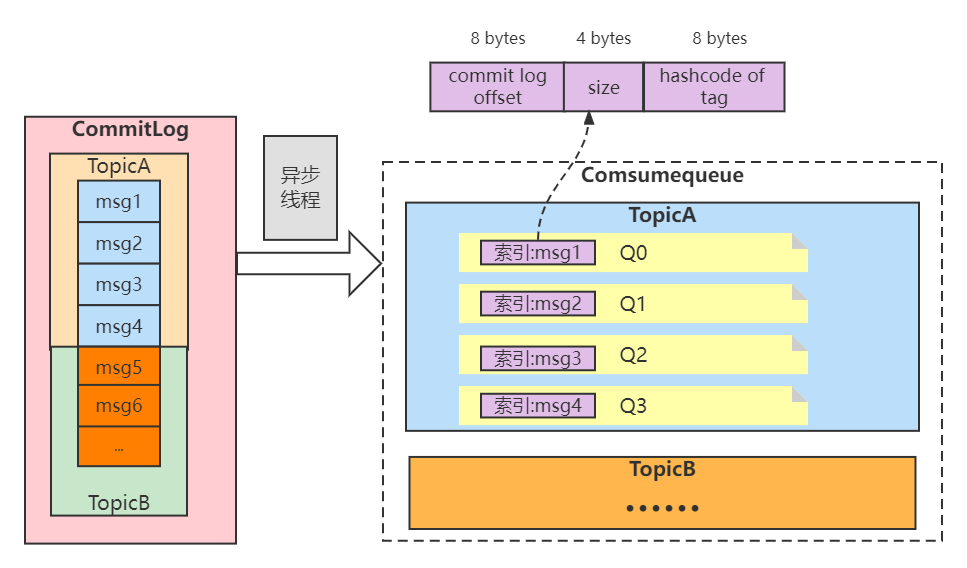 8 bytes 4 bytes 8 bytes
commit log
offset
size
hashcode of
tag
CommitLog
TopicA
msg1
msg2
msg3
msg4
msg5
msg6
...
TopicB
异步
线程
Comsumequeue
TopicA
索引:msg1 Q0
索引:msg2 Q1
索引:msg3 Q2
索引:msg4 Q3
TopicB
••••••